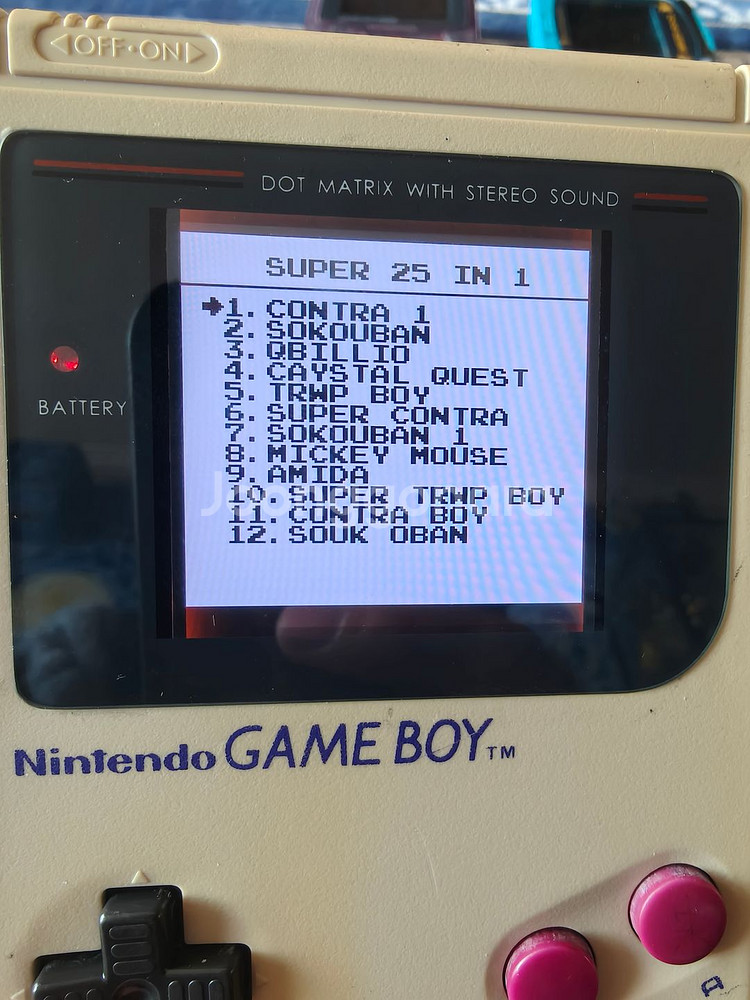 OFF•ON
DOT MATRIX WITH STEREO SOUND
SUPER 25 IN 1
1. CONTRA 1
2. SOKOUBAN
3. QBILLIO
4. CAYSTAL QUEST
5. TRWP BOY
6. SUPER CONTRA
7. SOKOUBAN 1
8. MICKEY MOUSE
9. AMIDA
10. SUPER TRWP BOY
11. CONTRA BOY
12. SOUK OBAN
BATTERY
Nintendo GAME BOY TM
A